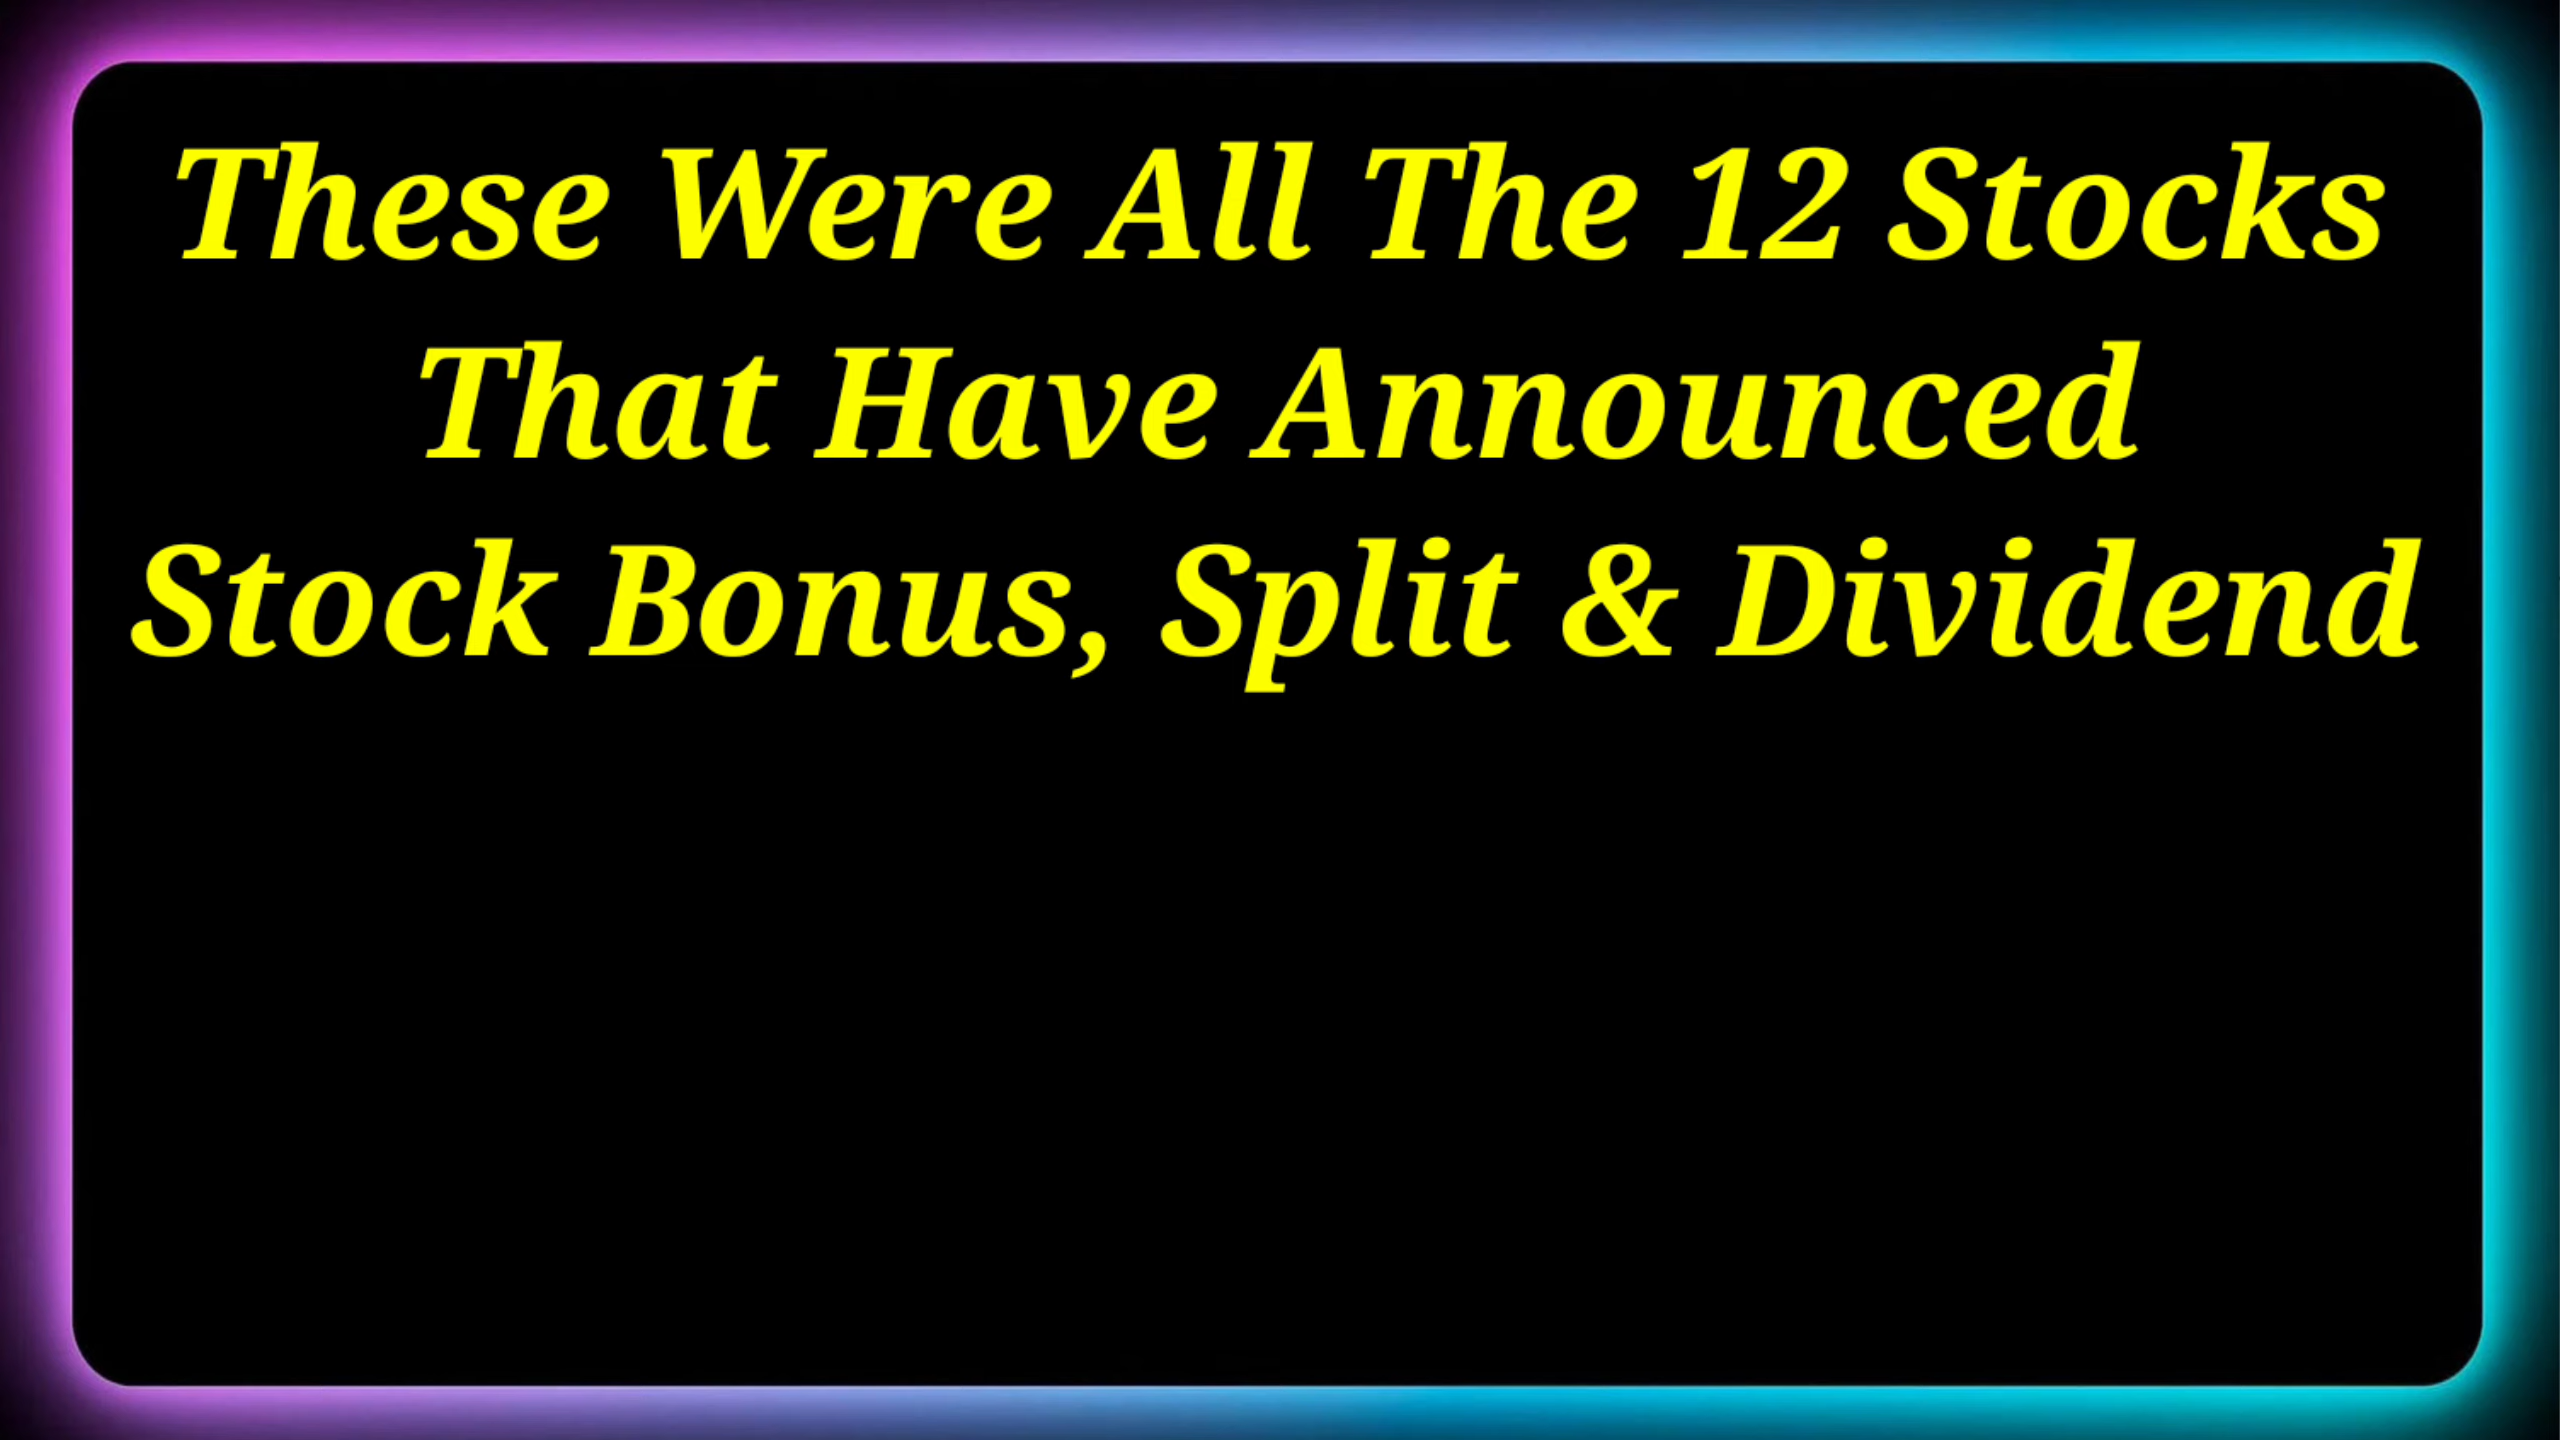 These Were All The 12 Stocks
That Have Announced
Stock Bonus, Split & Dividend